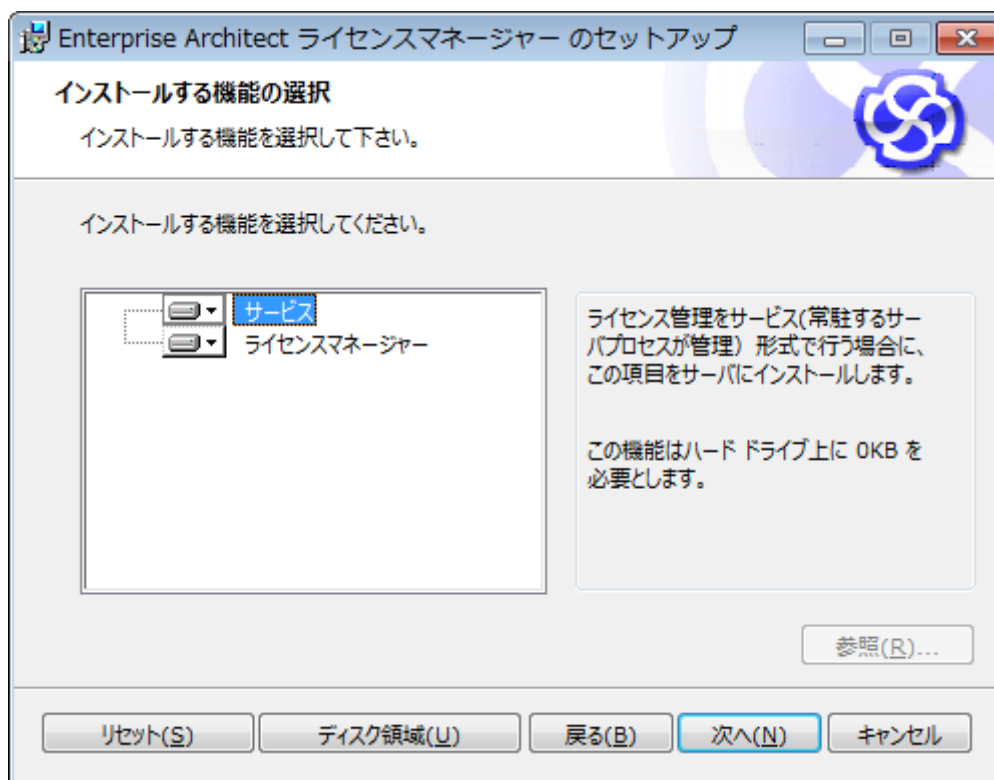 Enterprise Architect ライセンスマネージャー のセットアップ
インストールする機能の選択
インストールする機能を選択して下さい。
インストールする機能を選択してください。
サービス
ライセンスマネージャー
ライセンス管理をサービス(常駐するサー
バプロセスが管理) 形式で行う場合に、
この項目をサーバにインストールします。
この機能はハード ドライブ上に 0KB を
必要とします。
参照(R)...
リセット(S)
ディスク領域(U)
戻る(B)
次へ(N)
キャンセル